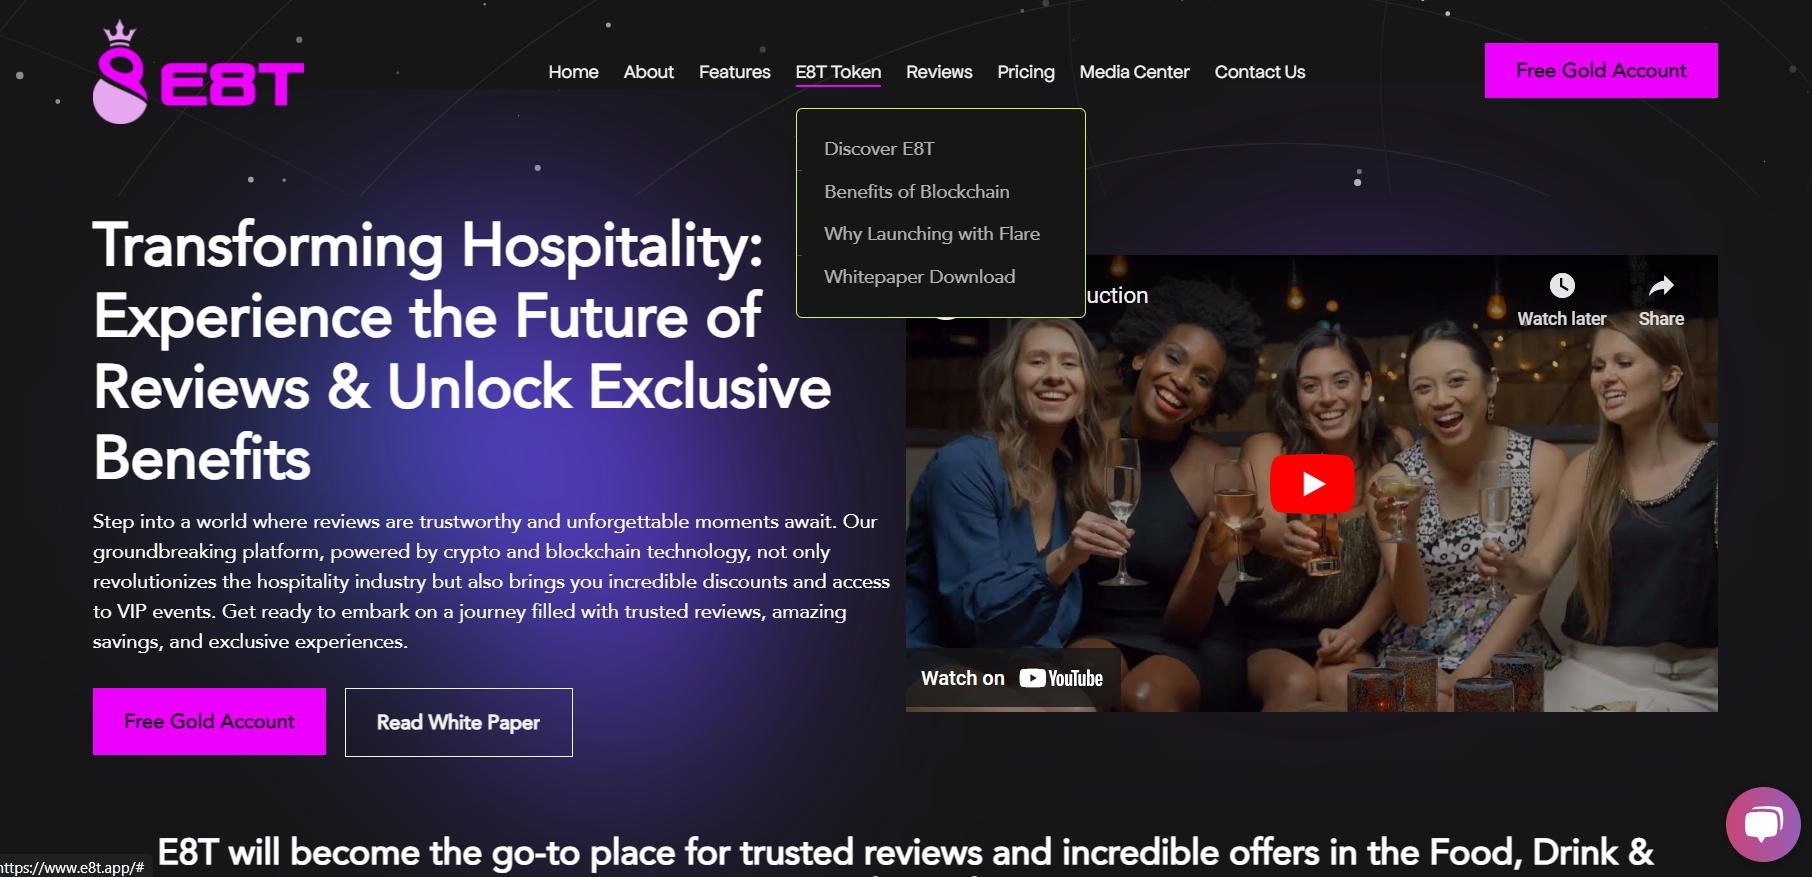 E8T
Home
About
Features
E8T Token
Reviews
Pricing
Media Center
Contact Us
Free Gold Account
Discover E8T
Benefits of Blockchain
Why Launching with Flare
Whitepaper Download
Transforming Hospitality:
Experience the Future of
Reviews & Unlock Exclusive
Benefits
Step into a world where reviews are trustworthy and unforgettable moments await. Our
groundbreaking platform, powered by crypto and blockchain technology, not only
revolutionizes the hospitality industry but also brings you incredible discounts and access
to VIP events. Get ready to embark on a journey filled with trusted reviews, amazing
savings, and exclusive experiences.
Free Gold Account
Read White Paper
uction
Watch later
Share
Watch on YouTube
E8T will become the go-to place for trusted reviews and incredible offers in the Food, Drink &
https://www.e8t.app/#